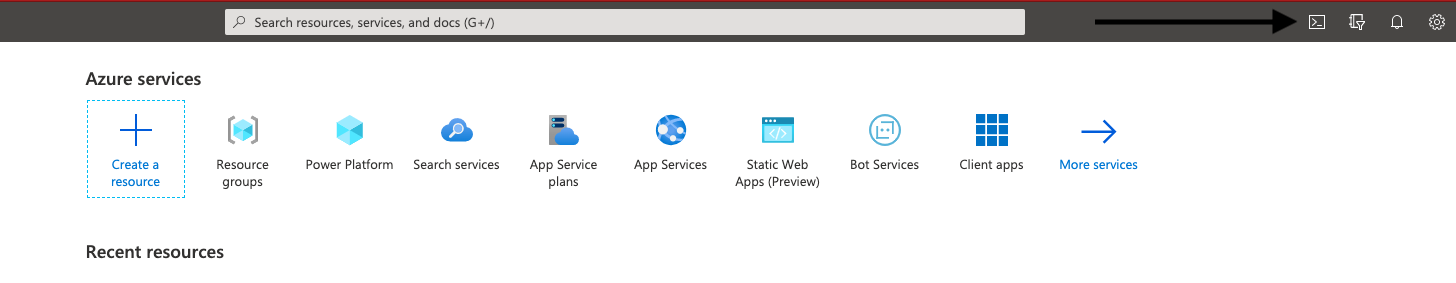 Search resources, services, and docs (G+/)
Azure services
Create a
resource
Resource
groups
Power Platform
Search services
App Service
plans
App Services
Static Web
Apps (Preview)
Bot Services
Client apps
More services
Recent resources